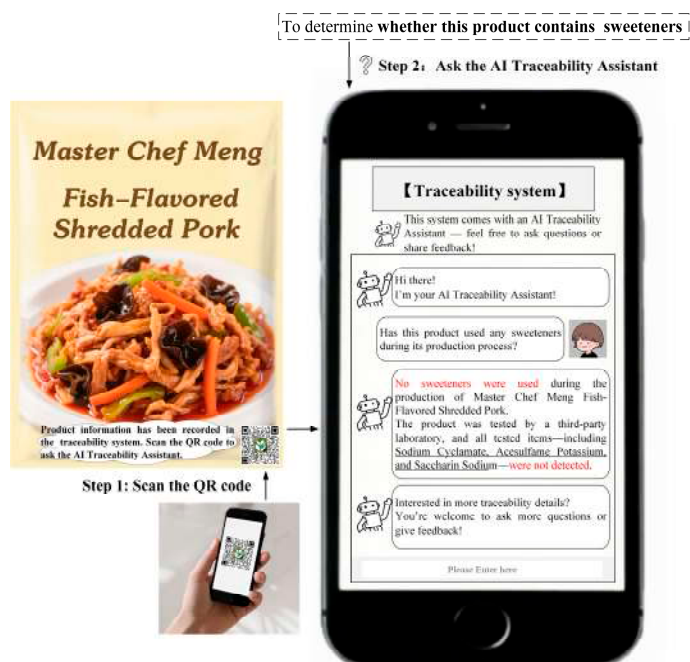 To determine whether this product contains sweeteners
Step 2: Ask the AI Traceability Assistant
Master Chef Meng
Fish-Flavored
Shredded Pork
Product information has been recorded in
the traceability system. Scan the QR code to
ask the AI Traceability Assistant.
Step 1: Scan the QR code
【Traceability system】
This system comes with an AI Traceability
Assistant — feel free to ask questions or
share feedback!
Hi there!
I'm your AI Traceability Assistant!
Has this product used any sweeteners
during its production process?
No sweeteners were used during the
production of Master Chef Meng Fish-
Flavored Shredded Pork.
The product was tested by a third-party
laboratory, and all tested items—including
Sodium Cyclamate, Acesulfame Potassium,
and Saccharin Sodium—were not detected.
Interested in more traceability details?
You're welcome to ask more questions or
give feedback!
Please Enter here